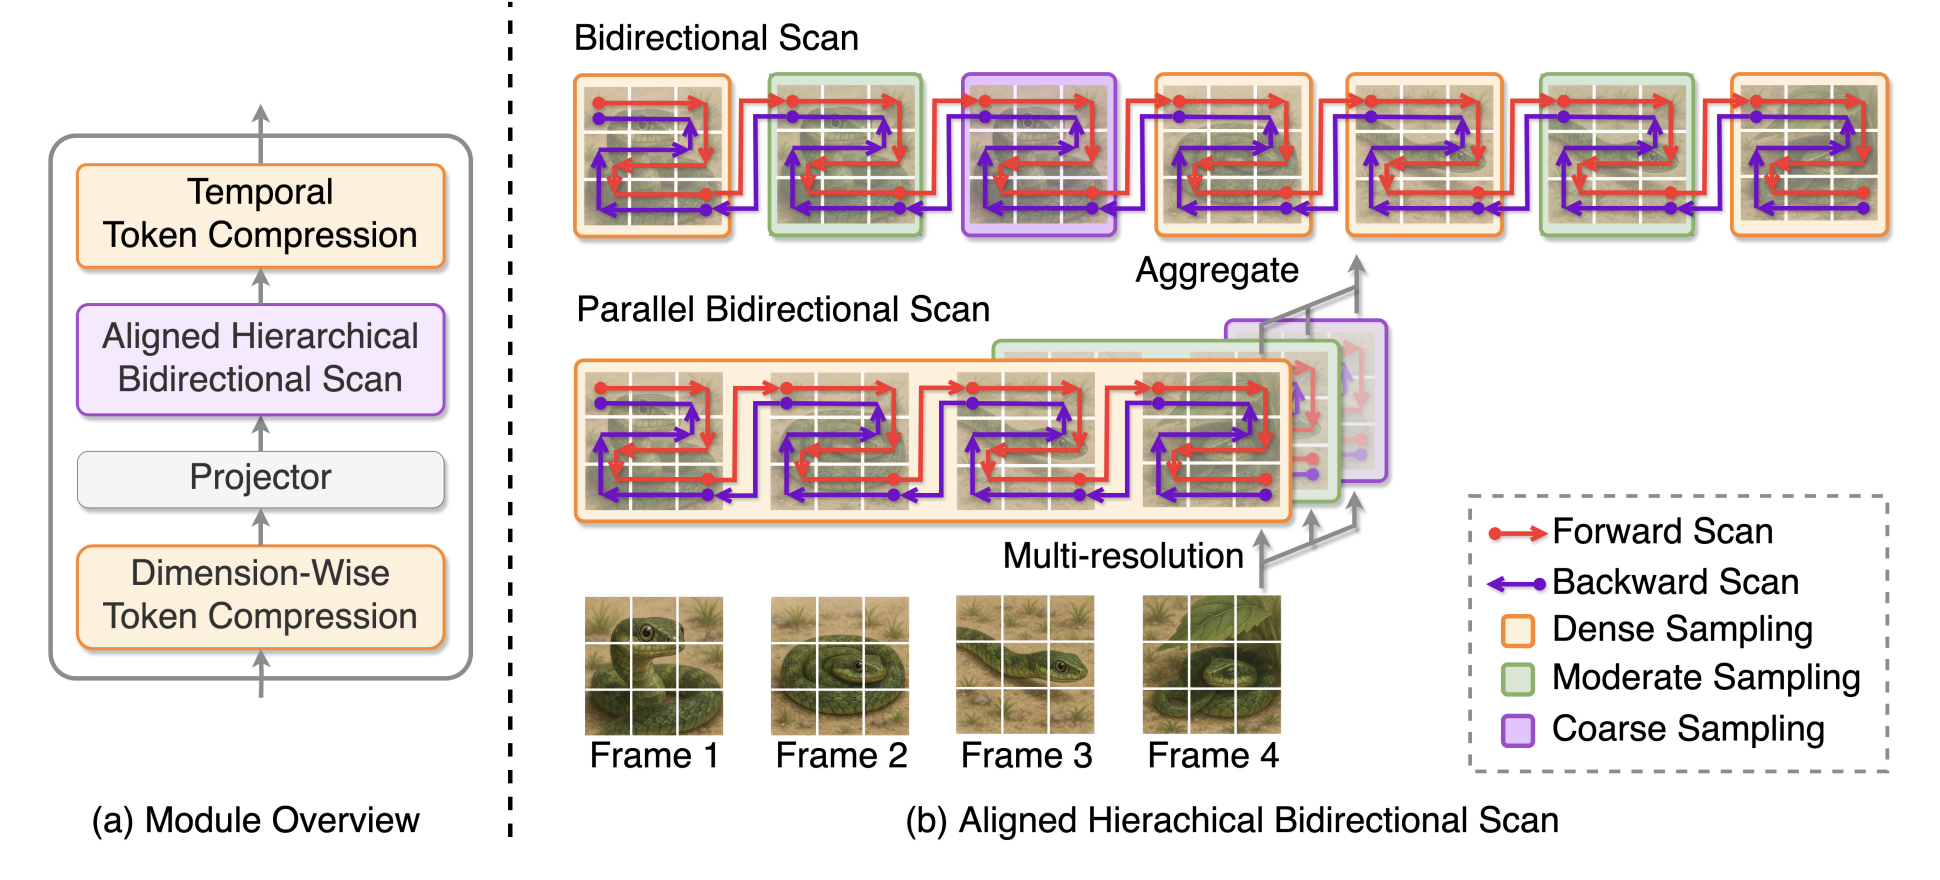 Temporal
Token Compression
Aligned Hierarchical
Bidirectional Scan
Projector
Dimension-Wise
Token Compression
(a) Module Overview
Bidirectional Scan
Aggregate
Parallel Bidirectional Scan
Multi-resolution
Frame 1
Frame 2
Frame 3
Frame 4
Forward Scan
Backward Scan
Dense Sampling
Moderate Sampling
Coarse Sampling
(b) Aligned Hierachical Bidirectional Scan